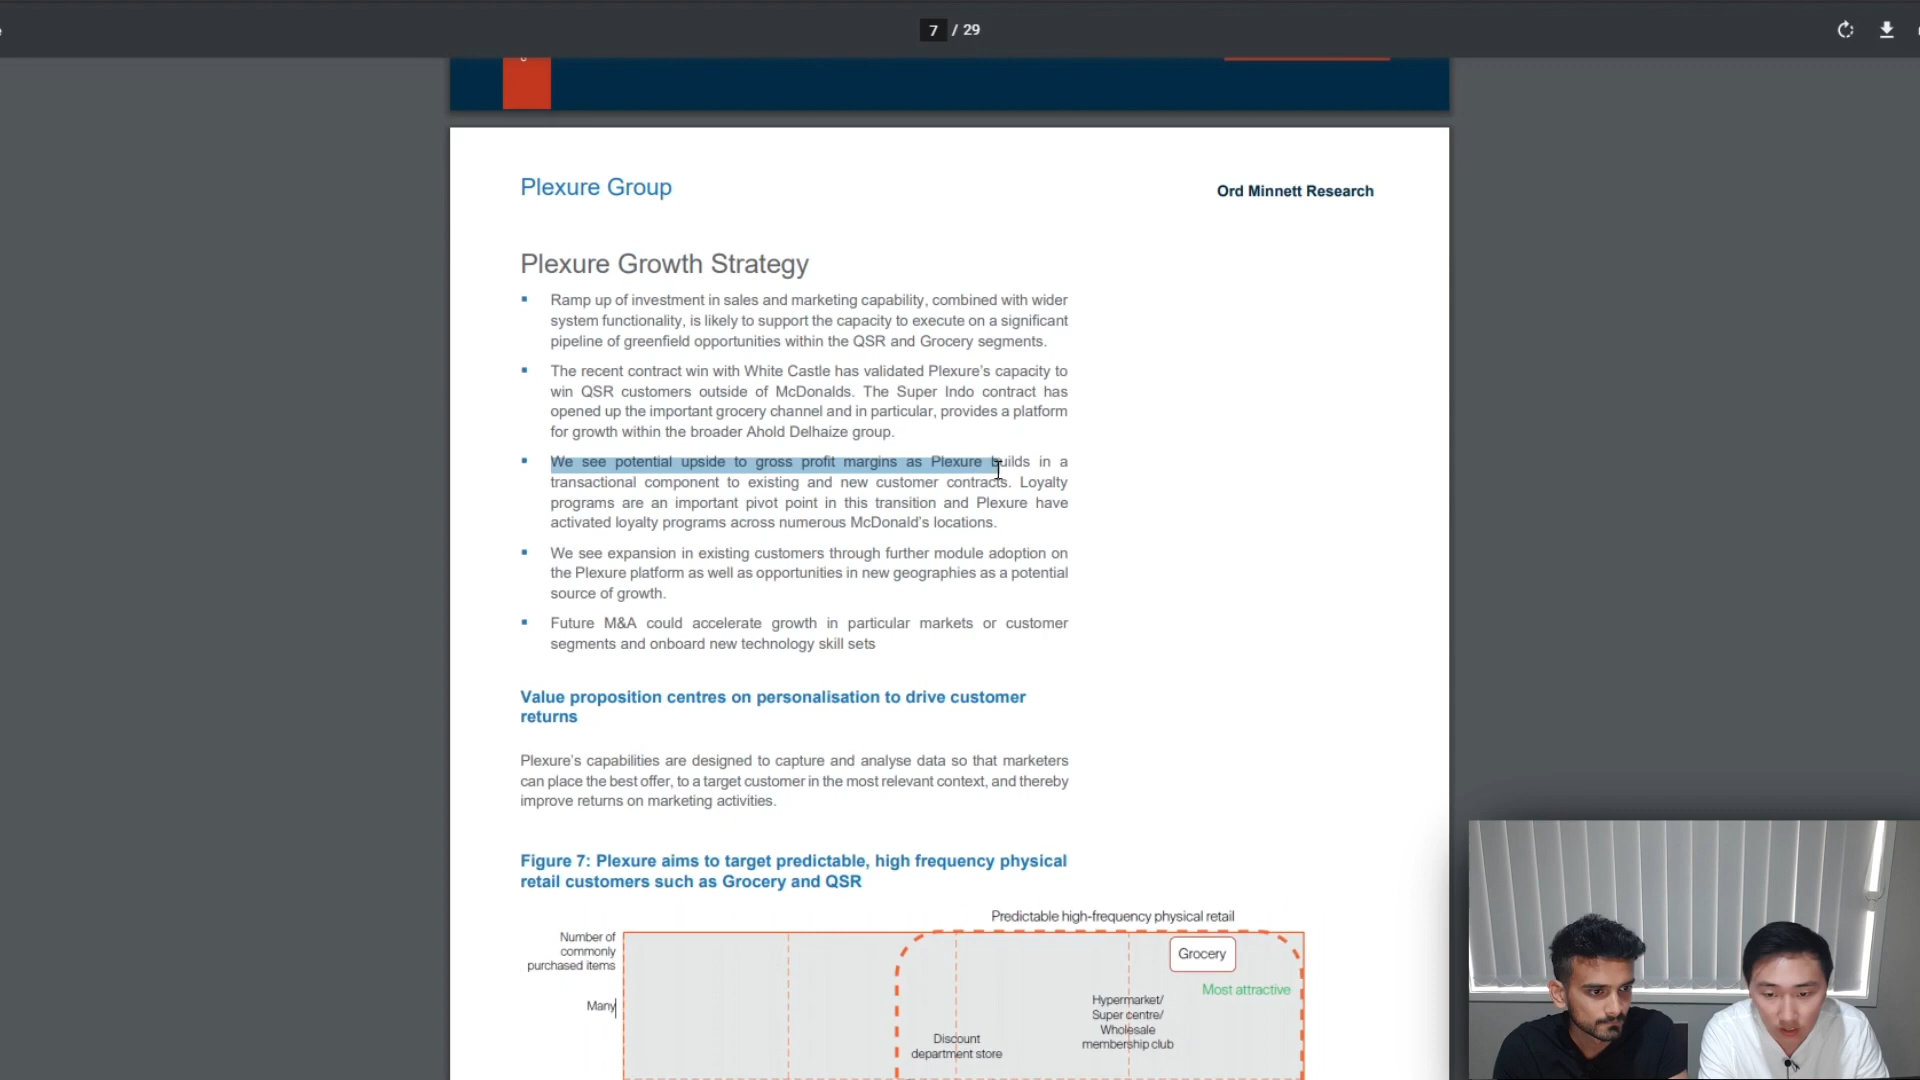 7 / 29
Plexure Group
Ord Minnett Research
Plexure Growth Strategy
Ramp up of investment in sales and marketing capability, combined with wider
system functionality, is likely to support the capacity to execute on a significant
pipeline of greenfield opportunities within the QSR and Grocery segments.
The recent contract win with White Castle has validated Plexure's capacity to
win QSR customers outside of McDonalds. The Super Indo contract has
opened up the important grocery channel and in particular, provides a platform
for growth within the broader Ahold Delhaize group.
We see potential upside to gross profit margins as Plexure builds in a
transactional component to existing and new customer contracts. Loyalty
programs are an important pivot point in this transition and Plexure have
activated loyalty programs across numerous McDonald's locations.
We see expansion in existing customers through further module adoption on
the Plexure platform as well as opportunities in new geographies as a potential
source of growth.
Future M&A could accelerate growth in particular markets or customer
segments and onboard new technology skill sets
Value proposition centres on personalisation to drive customer
returns
Plexure's capabilities are designed to capture and analyse data so that marketers
can place the best offer, to a target customer in the most relevant context, and thereby
improve returns on marketing activities.
Figure 7: Plexure aims to target predictable, high frequency physical
retail customers such as Grocery and QSR
Predictable high-frequency physical retail
Number of
commonly
purchased items
Grocery
Most attractive
Many
Hypermarket/
Super centre/
Wholesale
membership club
Discount
department store